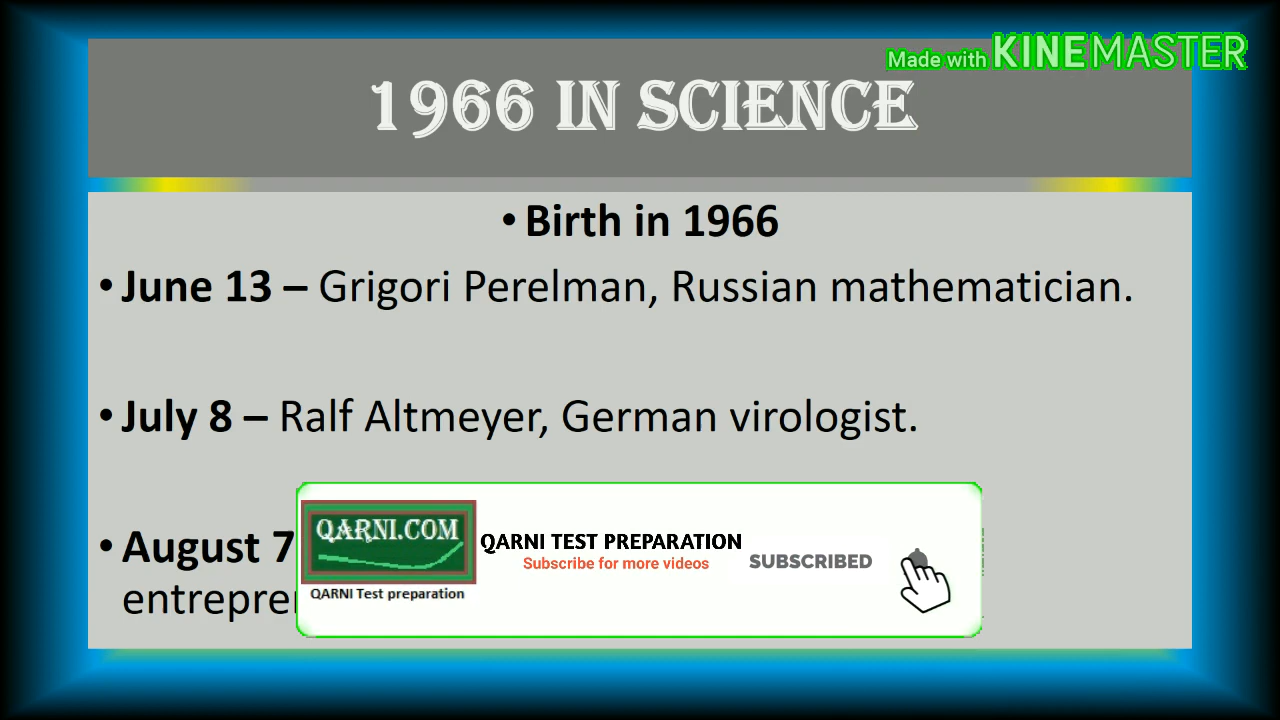 Made with KINEMASTER
1966 IN SCIENCE
• Birth in 1966
• June 13 – Grigori Perelman, Russian mathematician.
• July 8 – Ralf Altmeyer, German virologist.
• August 7
QARNI.COM
QARNI TEST PREPARATION
Subscribe for more videos
SUBSCRIBED
QARNI Test preparation